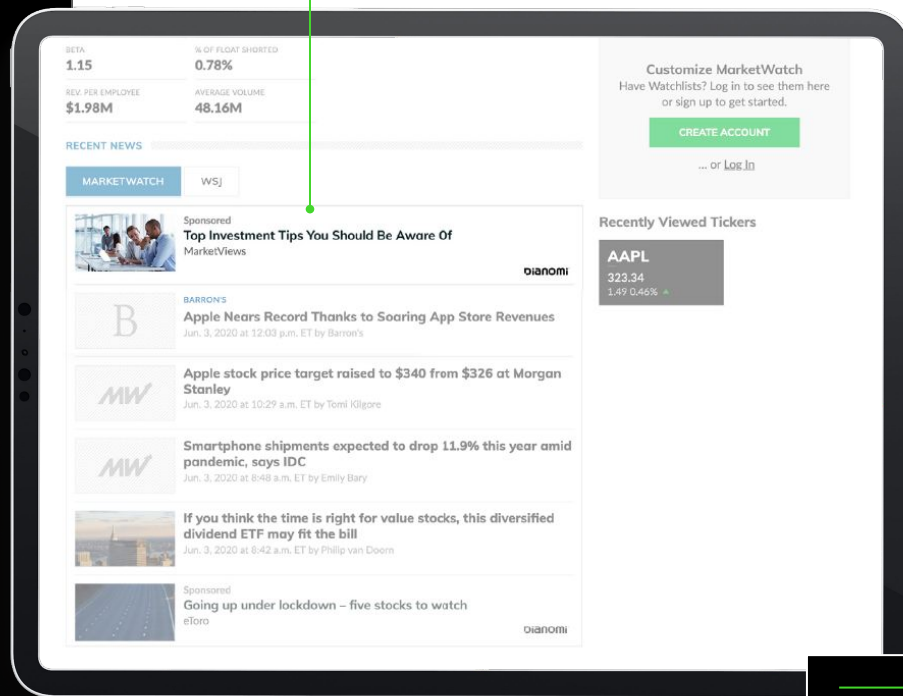 BETA
1.15
% OF FLOAT SHORTED
0.78%
REV. PER EMPLOYEE
$1.98M
AVERAGE VOLUME
48.16M
RECENT NEWS
MARKETWATCH
WSJ
Sponsored
Top Investment Tips You Should Be Aware Of
MarketViews
bianomi
B
BARRON'S
Apple Nears Record Thanks to Soaring App Store Revenues
Jun. 3, 2020 at 12:03 p.m. ET by Barron's
MW
Apple stock price target raised to $340 from $326 at Morgan
Stanley
Jun. 3, 2020 at 10:29 a.m. ET by Tomi Kilgore
MW
Smartphone shipments expected to drop 11.9% this year amid
pandemic, says IDC
Jun. 3, 2020 at 8:48 a.m. ET by Emily Bary
If you think the time is right for value stocks, this diversified
dividend ETF may fit the bill
Jun. 3, 2020 at 8:42 a.m. ET by Philip van Doorn
Sponsored
Going up under lockdown – five stocks to watch
eToro
bianomi
Customize MarketWatch
Have Watchlists? Log in to see them here
or sign up to get started.
CREATE ACCOUNT
... or Log In
Recently Viewed Tickers
AAPL
323.34
1.49 0.46%